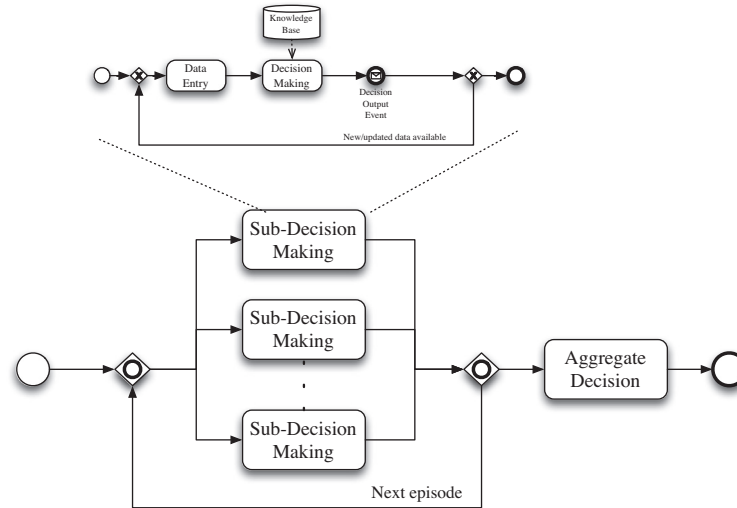 Knowledge
Base
Data
Entry
Decision
Making
Decision
Output
Event
New/updated data available
Sub-Decision
Making
Sub-Decision
Making
Sub-Decision
Making
Aggregate
Decision
Next episode